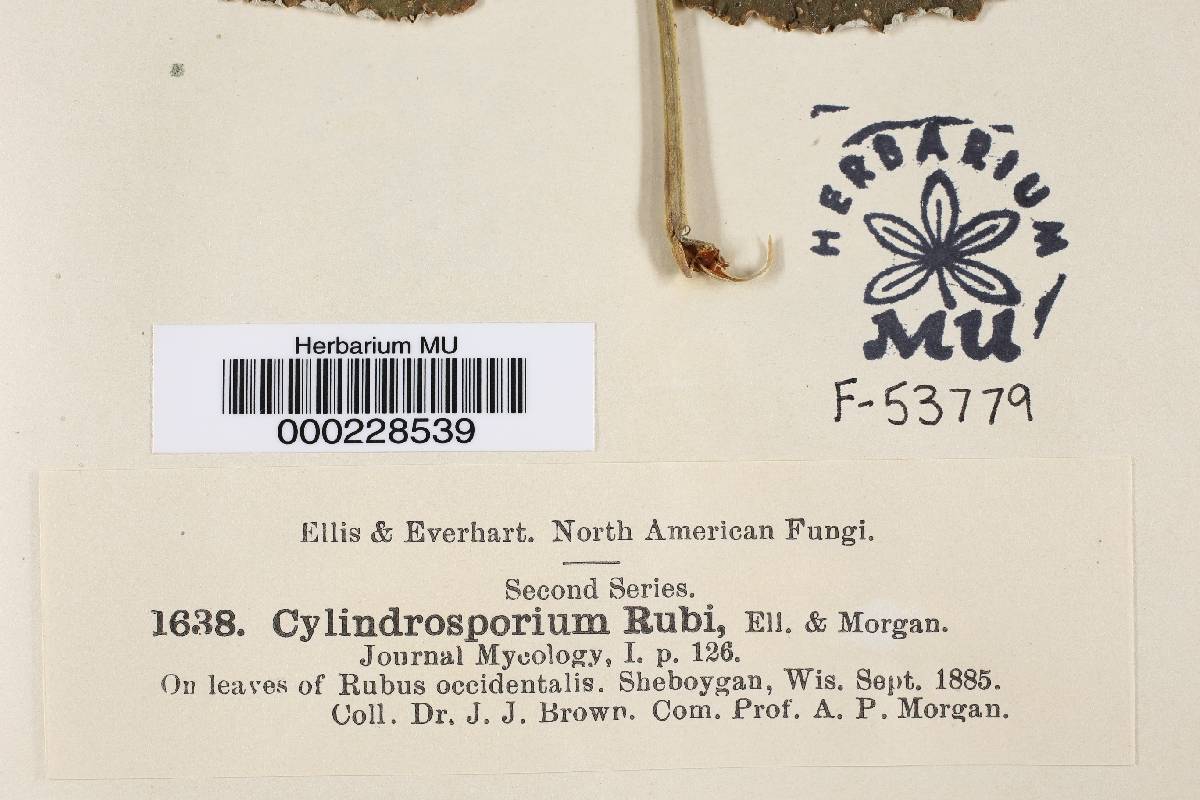 HERBARIUM
MU
F-53779
Herbarium MU
000228539
Ellis & Everhart. North American Fungi.
Second Series.
1638. Cylindrosporium Rubi, Ell. & Morgan.
Journal Mycology, I. p. 126.
On leaves of Rubus occidentalis. Sheboygan, Wis. Sept. 1885.
Coll. Dr. J. J. Brown. Com. Prof. A. P. Morgan.